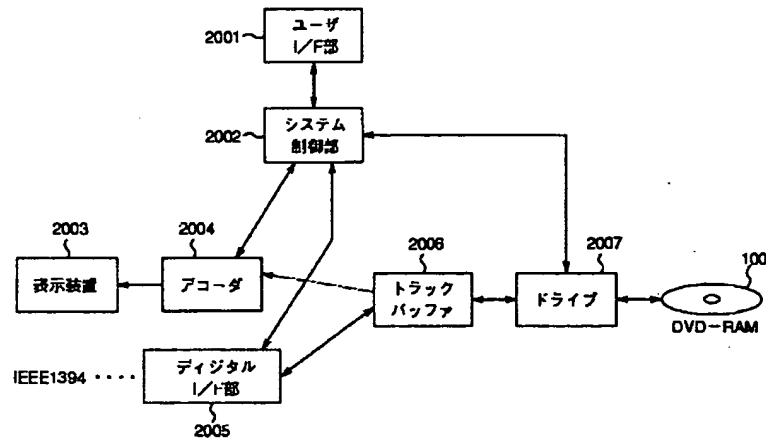 2001
ユーザ
I/F部
2002
システム
制御部
2003
表示装置
2004
アコーダ
2006
トラック
バッファ
2007
ドライブ
100
DVD-RAM
IEEE1394
ディジタル
I/F部
2005